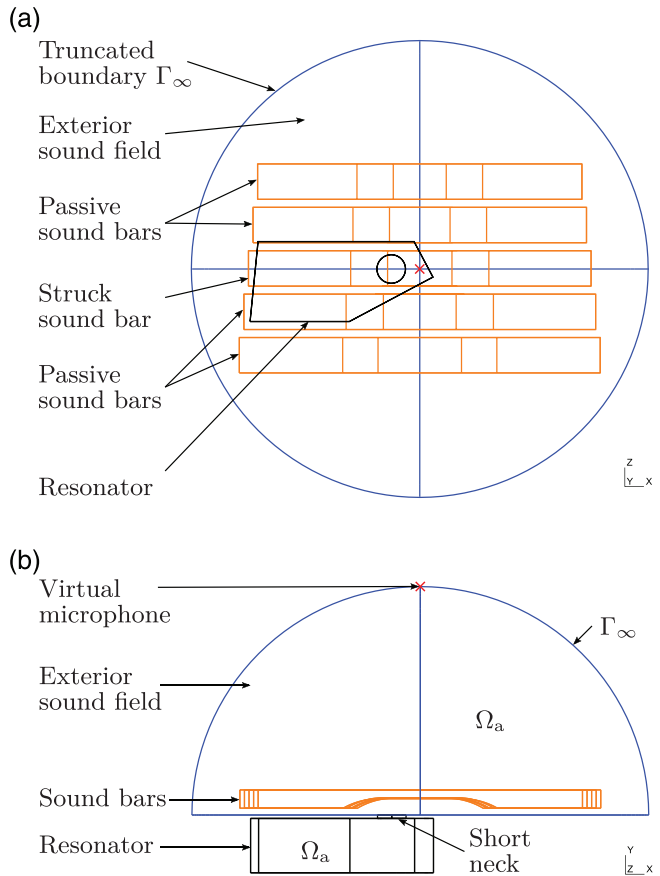 (a)
Truncated
boundary Γ∞
Exterior
sound field
Passive
sound bars
Struck
sound bar
Passive
sound bars
Resonator
Z
Y X
(b)
Virtual
microphone
Γ∞
Exterior
sound field
Ωa
Sound bars
Resonator
Ωa
Short
neck
Y
Z X